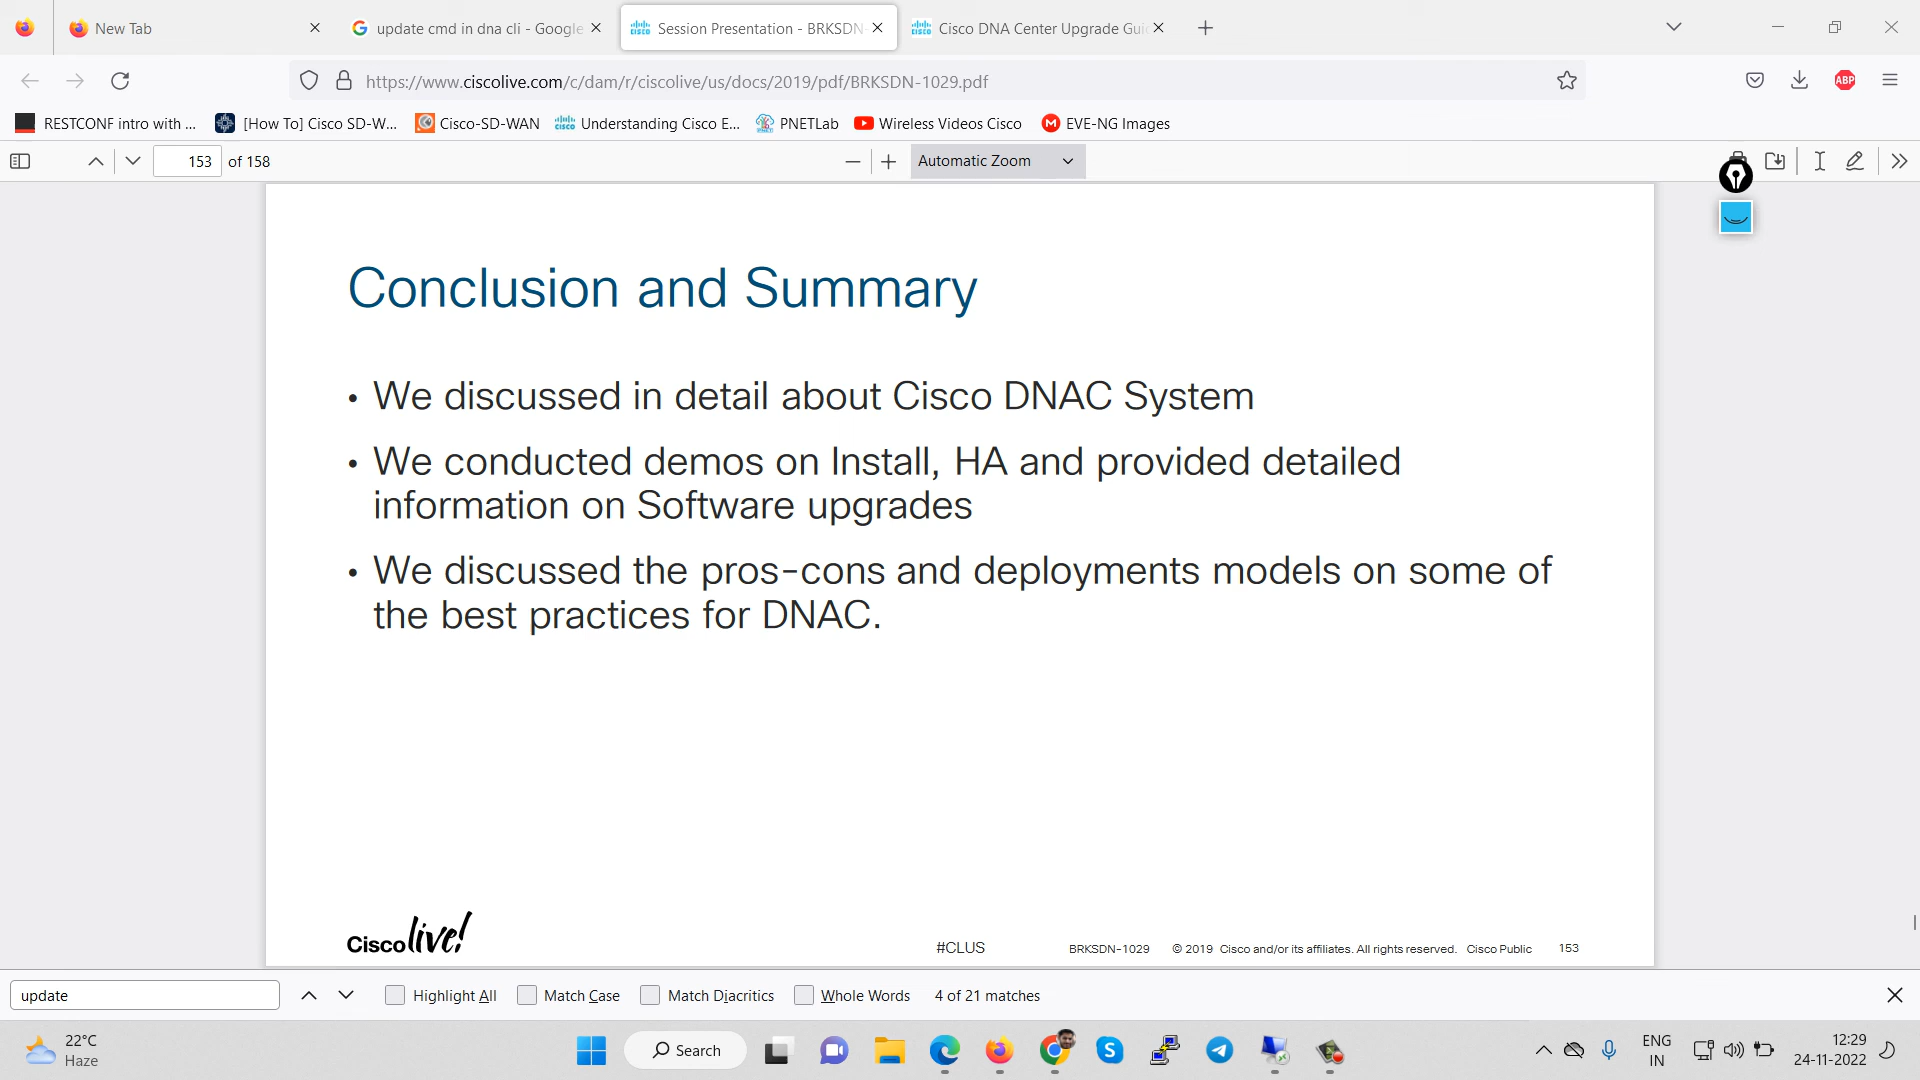 New Tab
update cmd in dna cli - Google
Session Presentation - BRKSDN-
Cisco DNA Center Upgrade Gui
https://www.ciscolive.com/c/dam/r/ciscolive/us/docs/2019/pdf/BRKSDN-1029.pdf
ABP
RESTCONF intro with ...
[How To] Cisco SD-W...
Cisco-SD-WAN
Understanding Cisco E...
PNETLab
Wireless Videos Cisco
EVE-NG Images
153 of 158
Automatic Zoom
Conclusion and Summary
• We discussed in detail about Cisco DNAC System
• We conducted demos on Install, HA and provided detailed
information on Software upgrades
• We discussed the pros-cons and deployments models on some of
the best practices for DNAC.
Cisco live!
#CLUS
BRKSDN-1029
© 2019 Cisco and/or its affiliates. All rights reserved. Cisco Public
153
update
Highlight All
Match Case
Match Diacritics
Whole Words
4 of 21 matches
22°C
Haze
Search
ENG
IN
12:29
24-11-2022